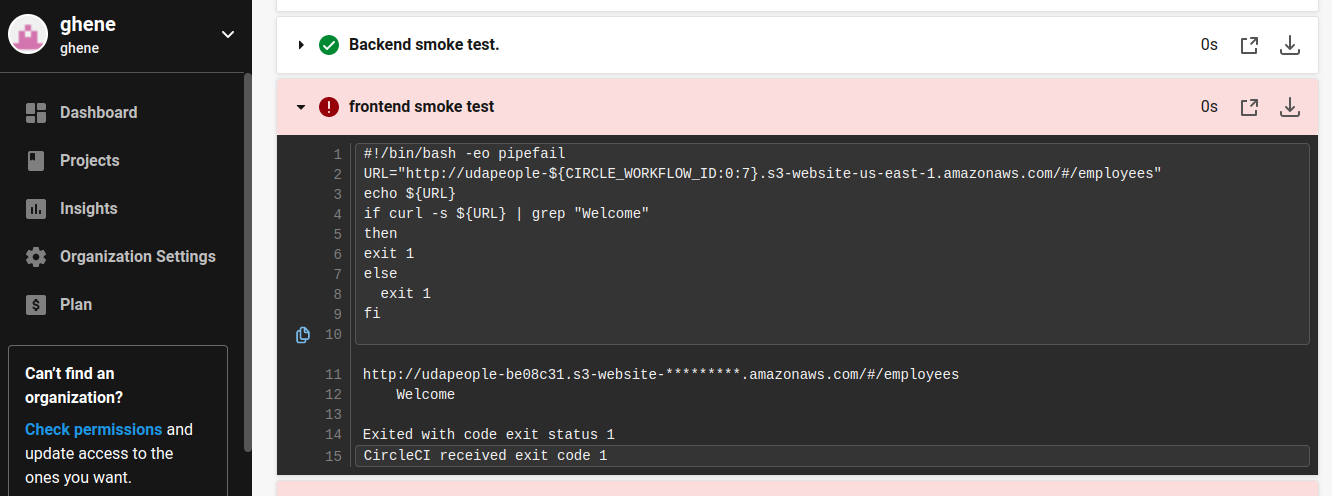 ghene
ghene
Dashboard
Projects
Insights
Organization Settings
Plan
Can't find an
organization?
Check permissions and
update access to the
ones you want.
Backend smoke test. 0s
frontend smoke test 0s
1 #!/bin/bash -eo pipefail
2 URL="http://udapeople-${CIRCLE_WORKFLOW_ID:0:7}.s3-website-us-east-1.amazonaws.com/#/employees"
3 echo ${URL}
4 if curl -s ${URL} | grep "Welcome"
5 then
6 exit 1
7 else
8   exit 1
9 fi
10
11 http://udapeople-be08c31.s3-website-*********.amazonaws.com/#/employees
12     Welcome
13
14 Exited with code exit status 1
15 CircleCI received exit code 1